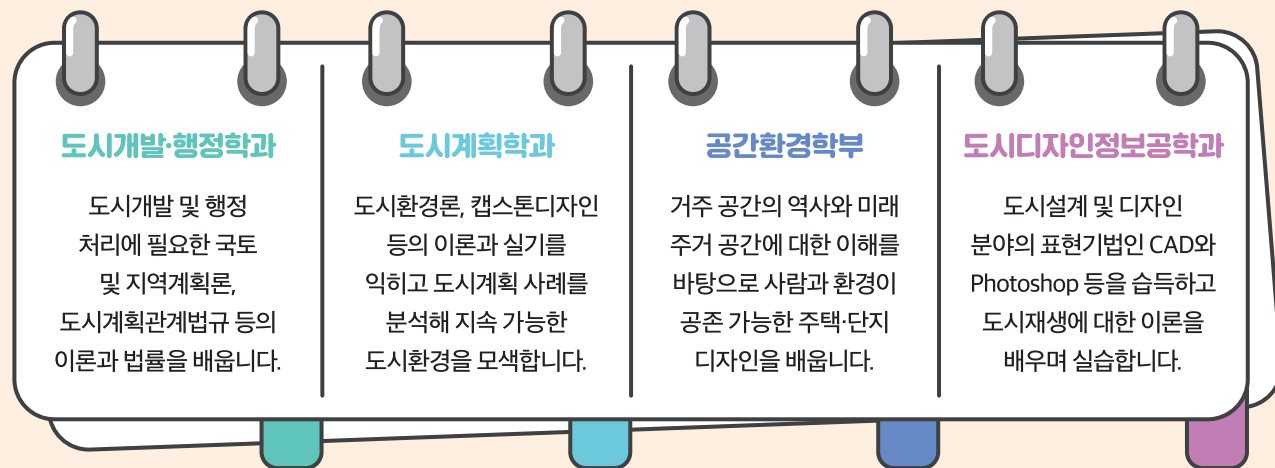 도시개발·행정학과
도시개발 및 행정
처리에 필요한 국토
및 지역계획론,
도시계획관계법규 등의
이론과 법률을 배웁니다.
도시계획학과
도시환경론, 캡스톤디자인
등의 이론과 실기를
익히고 도시계획 사례를
분석해 지속 가능한
도시환경을 모색합니다.
공간환경학부
거주 공간의 역사와 미래
주거 공간에 대한 이해를
바탕으로 사람과 환경이
공존 가능한 주택·단지
디자인을 배웁니다.
도시디자인정보공학과
도시설계 및 디자인
분야의 표현기법인 CAD와
Photoshop 등을 습득하고
도시재생에 대한 이론을
배우며 실습합니다.